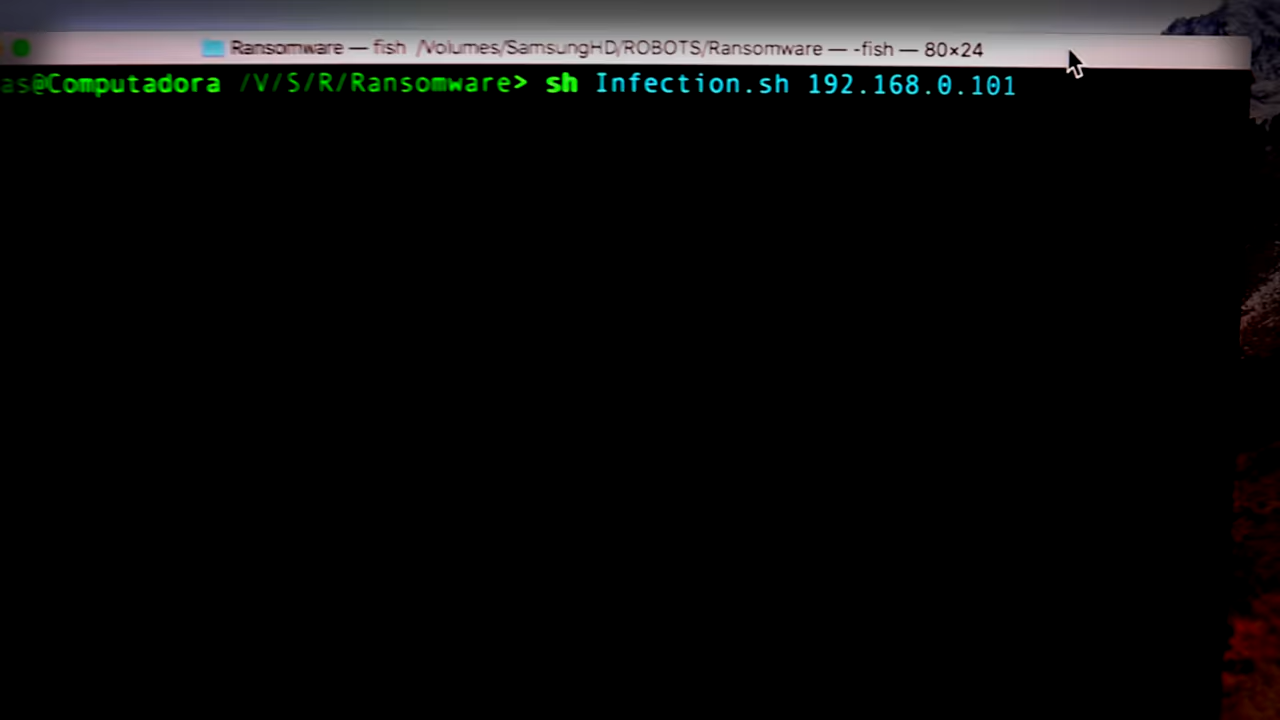 Ransomware — fish /Volumes/SamsungHD/ROBOTS/Ransomware — -fish — 80×24
as@Computadora /V/S/R/Ransomware> sh Infection.sh 192.168.0.101